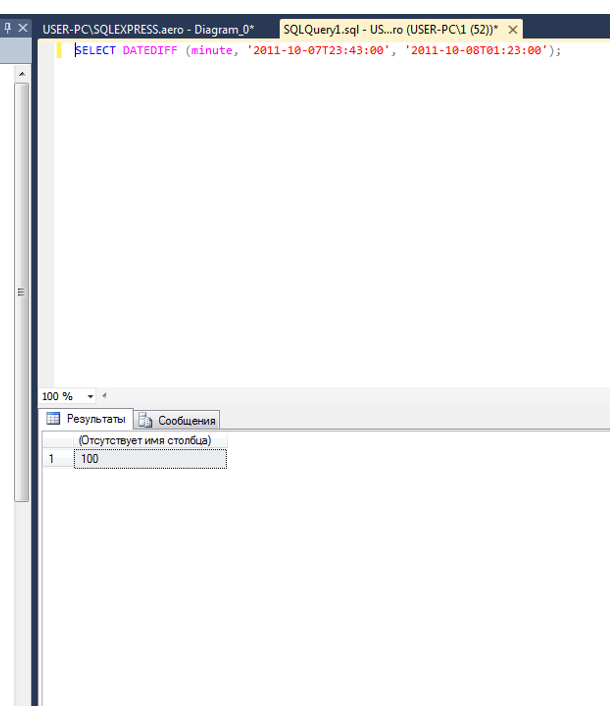 USER-PC\SQLEXPRESS.aero - Diagram_0*
SQLQuery1.sql - US...ro (USER-PC\1 (52))*
SELECT DATEDIFF (minute, '2011-10-07T23:43:00', '2011-10-08T01:23:00');
100 %
Результаты
Сообщения
(Отсутствует имя столбца)
1 100